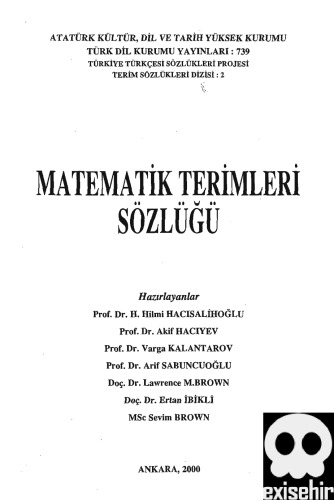 ATATÜRK KÜLTÜR, DİL VE TARİH YÜKSEK KURUMU
TÜRK DİL KURUMU YAYINLARI : 739
TÜRKİYE TÜRKÇESİ SÖZLÜKLERİ PROJESİ
TERİM SÖZLÜKLERİ DİZİSİ : 2
MATEMATİK TERİMLERİ
SÖZLÜĞÜ
Hazırlayanlar
Prof. Dr. H. Hilmi HACISALİHOĞLU
Prof. Dr. Akif HACIYEV
Prof. Dr. Varga KALANTAROV
Prof. Dr. Arif SABUNCUOĞLU
Doç. Dr. Lawrence M.BROWN
Doç. Dr. Ertan İBİKLİ
MSc Sevim BROWN
ANKARA, 2000
exisehir